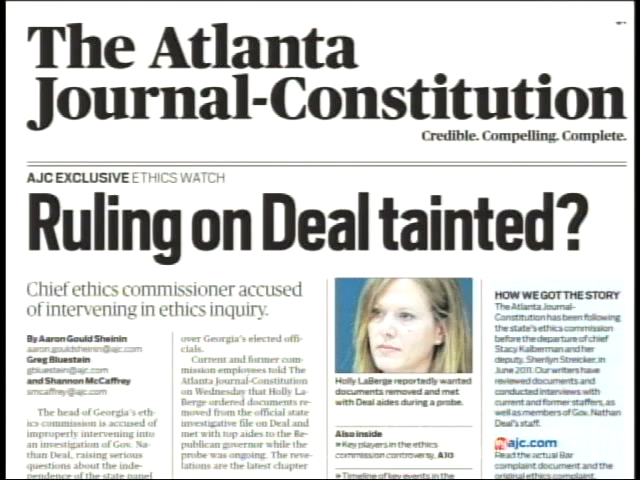 The Atlanta
Journal-Constitution
Credible. Compelling. Complete.
AJC EXCLUSIVE ETHICS WATCH
Ruling on Deal tainted?
Chief ethics commissioner accused
of intervening in ethics inquiry.
By Aaron Gould Sheinin
aaron.gouldsheinin@ajc.com
Greg Bluestein
gbluestein@ajc.com
and Shannon McCaffrey
smccaffrey@ajc.com
The head of Georgia's eth-
ics commission is accused of
improperly intervening into
an investigation of Gov. Na-
than Deal, raising serious
questions about the inde-
pendence of the state panel
over Georgia's elected offi-
cials.
Current and former com-
mission employees told The
Atlanta Journal-Constitution
on Wednesday that Holly La-
Berge ordered documents re-
moved from the official state
investigative file on Deal and
met with top aides to the Re-
publican governor while the
probe was ongoing. The reve-
lations are the latest chapter
Holly LaBerge reportedly wanted
documents removed and met
with Deal aides during a probe.
Also inside
» Key players in the ethics
commission controversy, A10
» Timeline of key events in the
HOW WE GOT THE STORY
The Atlanta Journal-
Constitution has been following
the state's ethics commission
before the departure of chief
Stacy Kalberman and her
deputy, Sherilyn Streicker, in
June 2011. Our writers have
reviewed documents and
conducted interviews with
current and former staffers, as
well as members of Gov. Nathan
Deal's staff.
ajc.com
Read the actual Bar
complaint document and the
original ethics complaint.